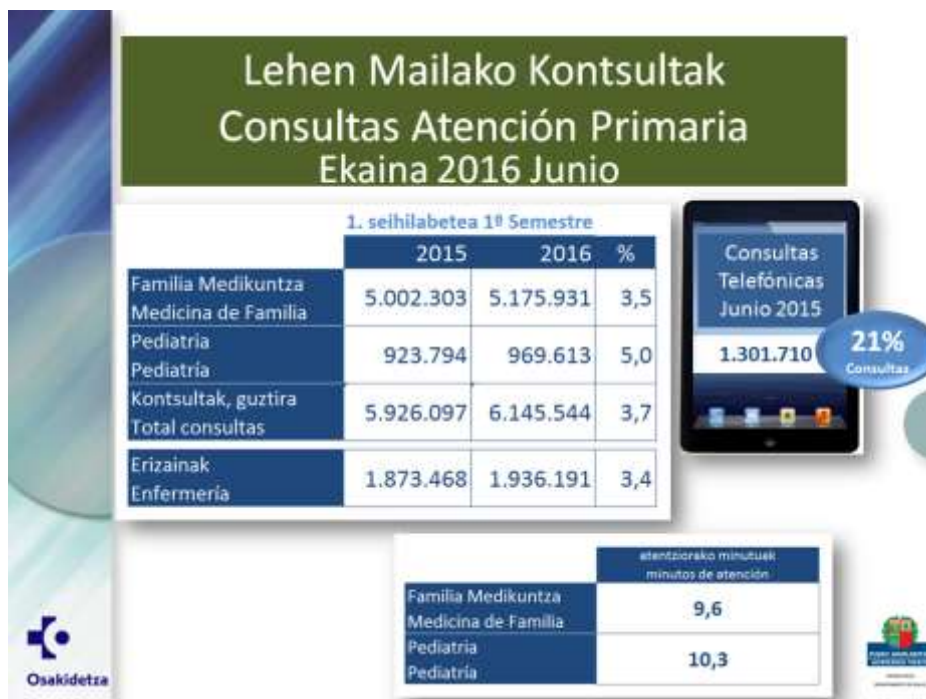 Lehen Mailako Kontsultak
Consultas Atención Primaria
Ekaina 2016 Junio
1. seihilabetea 1º Semestre
2015 2016 %
Familia Medikuntza
Medicina de Familia
5.002.303 5.175.931 3,5
Pediatria
Pediatría
923.794 969.613 5,0
Kontsultak, guztira
Total consultas
5.926.097 6.145.544 3,7
Erizainak
Enfermería
1.873.468 1.936.191 3,4
Consultas
Telefónicas
Junio 2015
1.301.710
21%
Consultas
atentziorako minutuek
minutos de atención
Familia Medikuntza
Medicina de Familia
9,6
Pediatria
Pediatría
10,3
Osakidetza